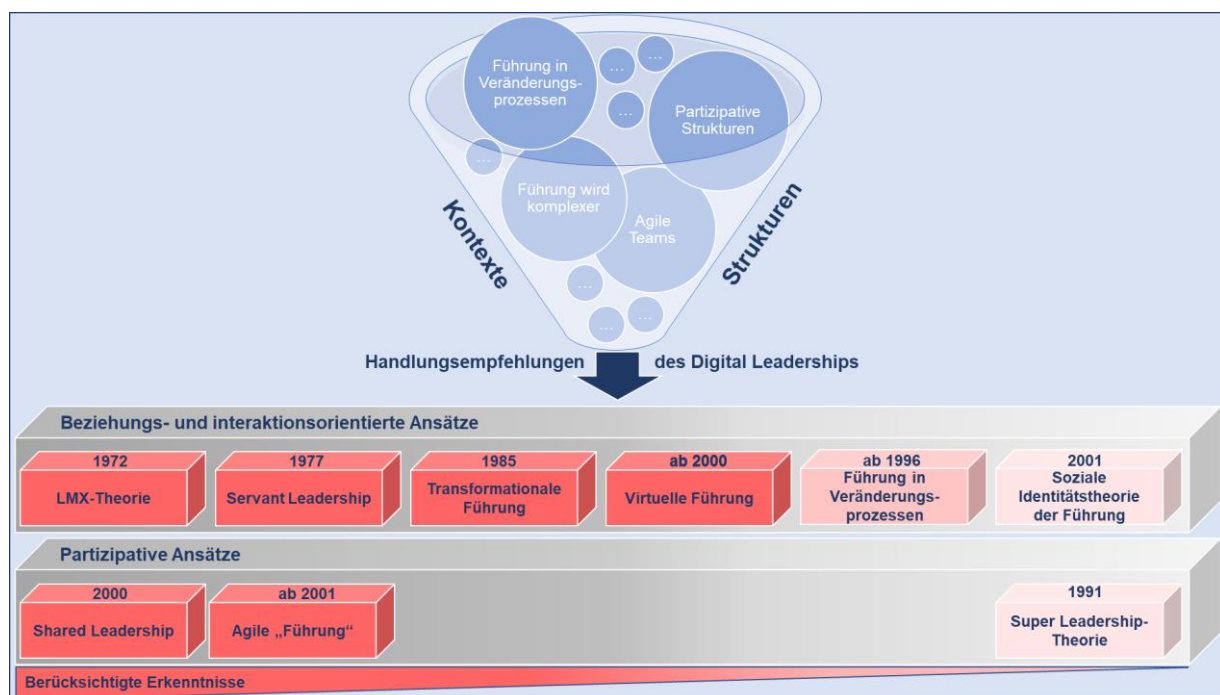 Führung in
Veränderungs-
prozessen
...
...
...
Partizipative
Strukturen
...
Führung wird
komplexer
Agile
Teams
Kontexte
Strukturen
...
...
...
Handlungsempfehlungen des Digital Leaderships
Beziehungs- und interaktionsorientierte Ansätze
1972
LMX-Theorie
1977
Servant Leadership
1985
Transformationale
Führung
ab 2000
Virtuelle Führung
ab 1996
Führung in
Veränderungs-
prozessen
2001
Soziale
Identitätstheorie
der Führung
Partizipative Ansätze
2000
Shared Leadership
ab 2001
Agile „Führung“
1991
Super Leadership-
Theorie
Berücksichtigte Erkenntnisse